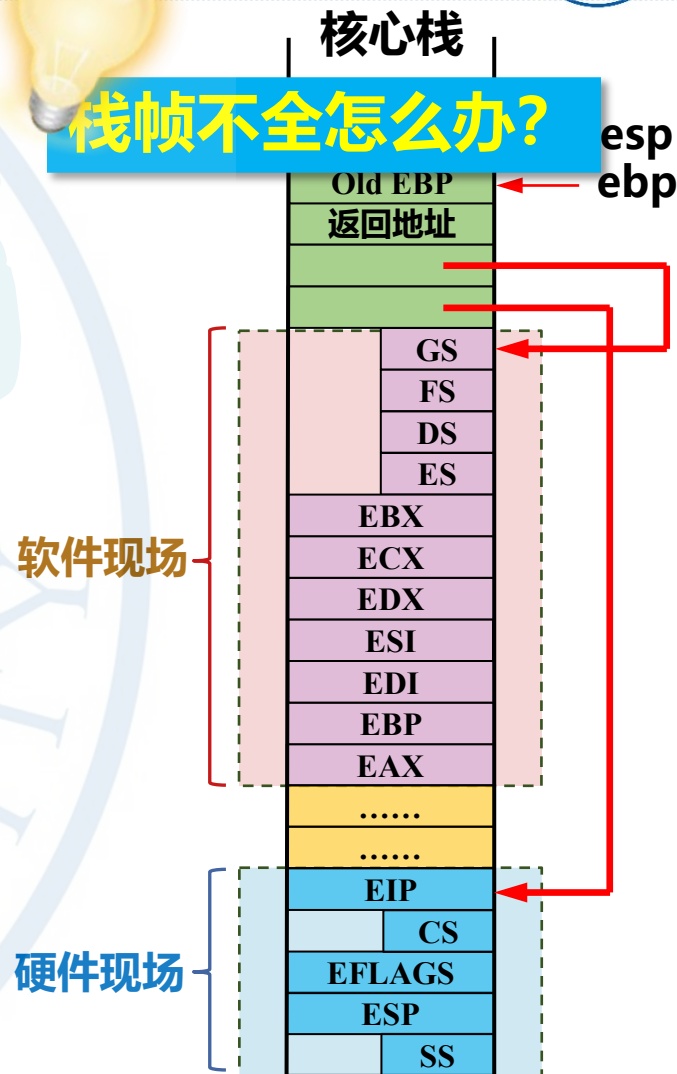 核心栈
栈帧不全怎么办？
esp
Old EBP
ebp
返回地址
GS
FS
DS
ES
EBX
软件现场
ECX
EDX
ESI
EDI
EBP
EAX
......
......
EIP
CS
硬件现场
EFLAGS
ESP
SS